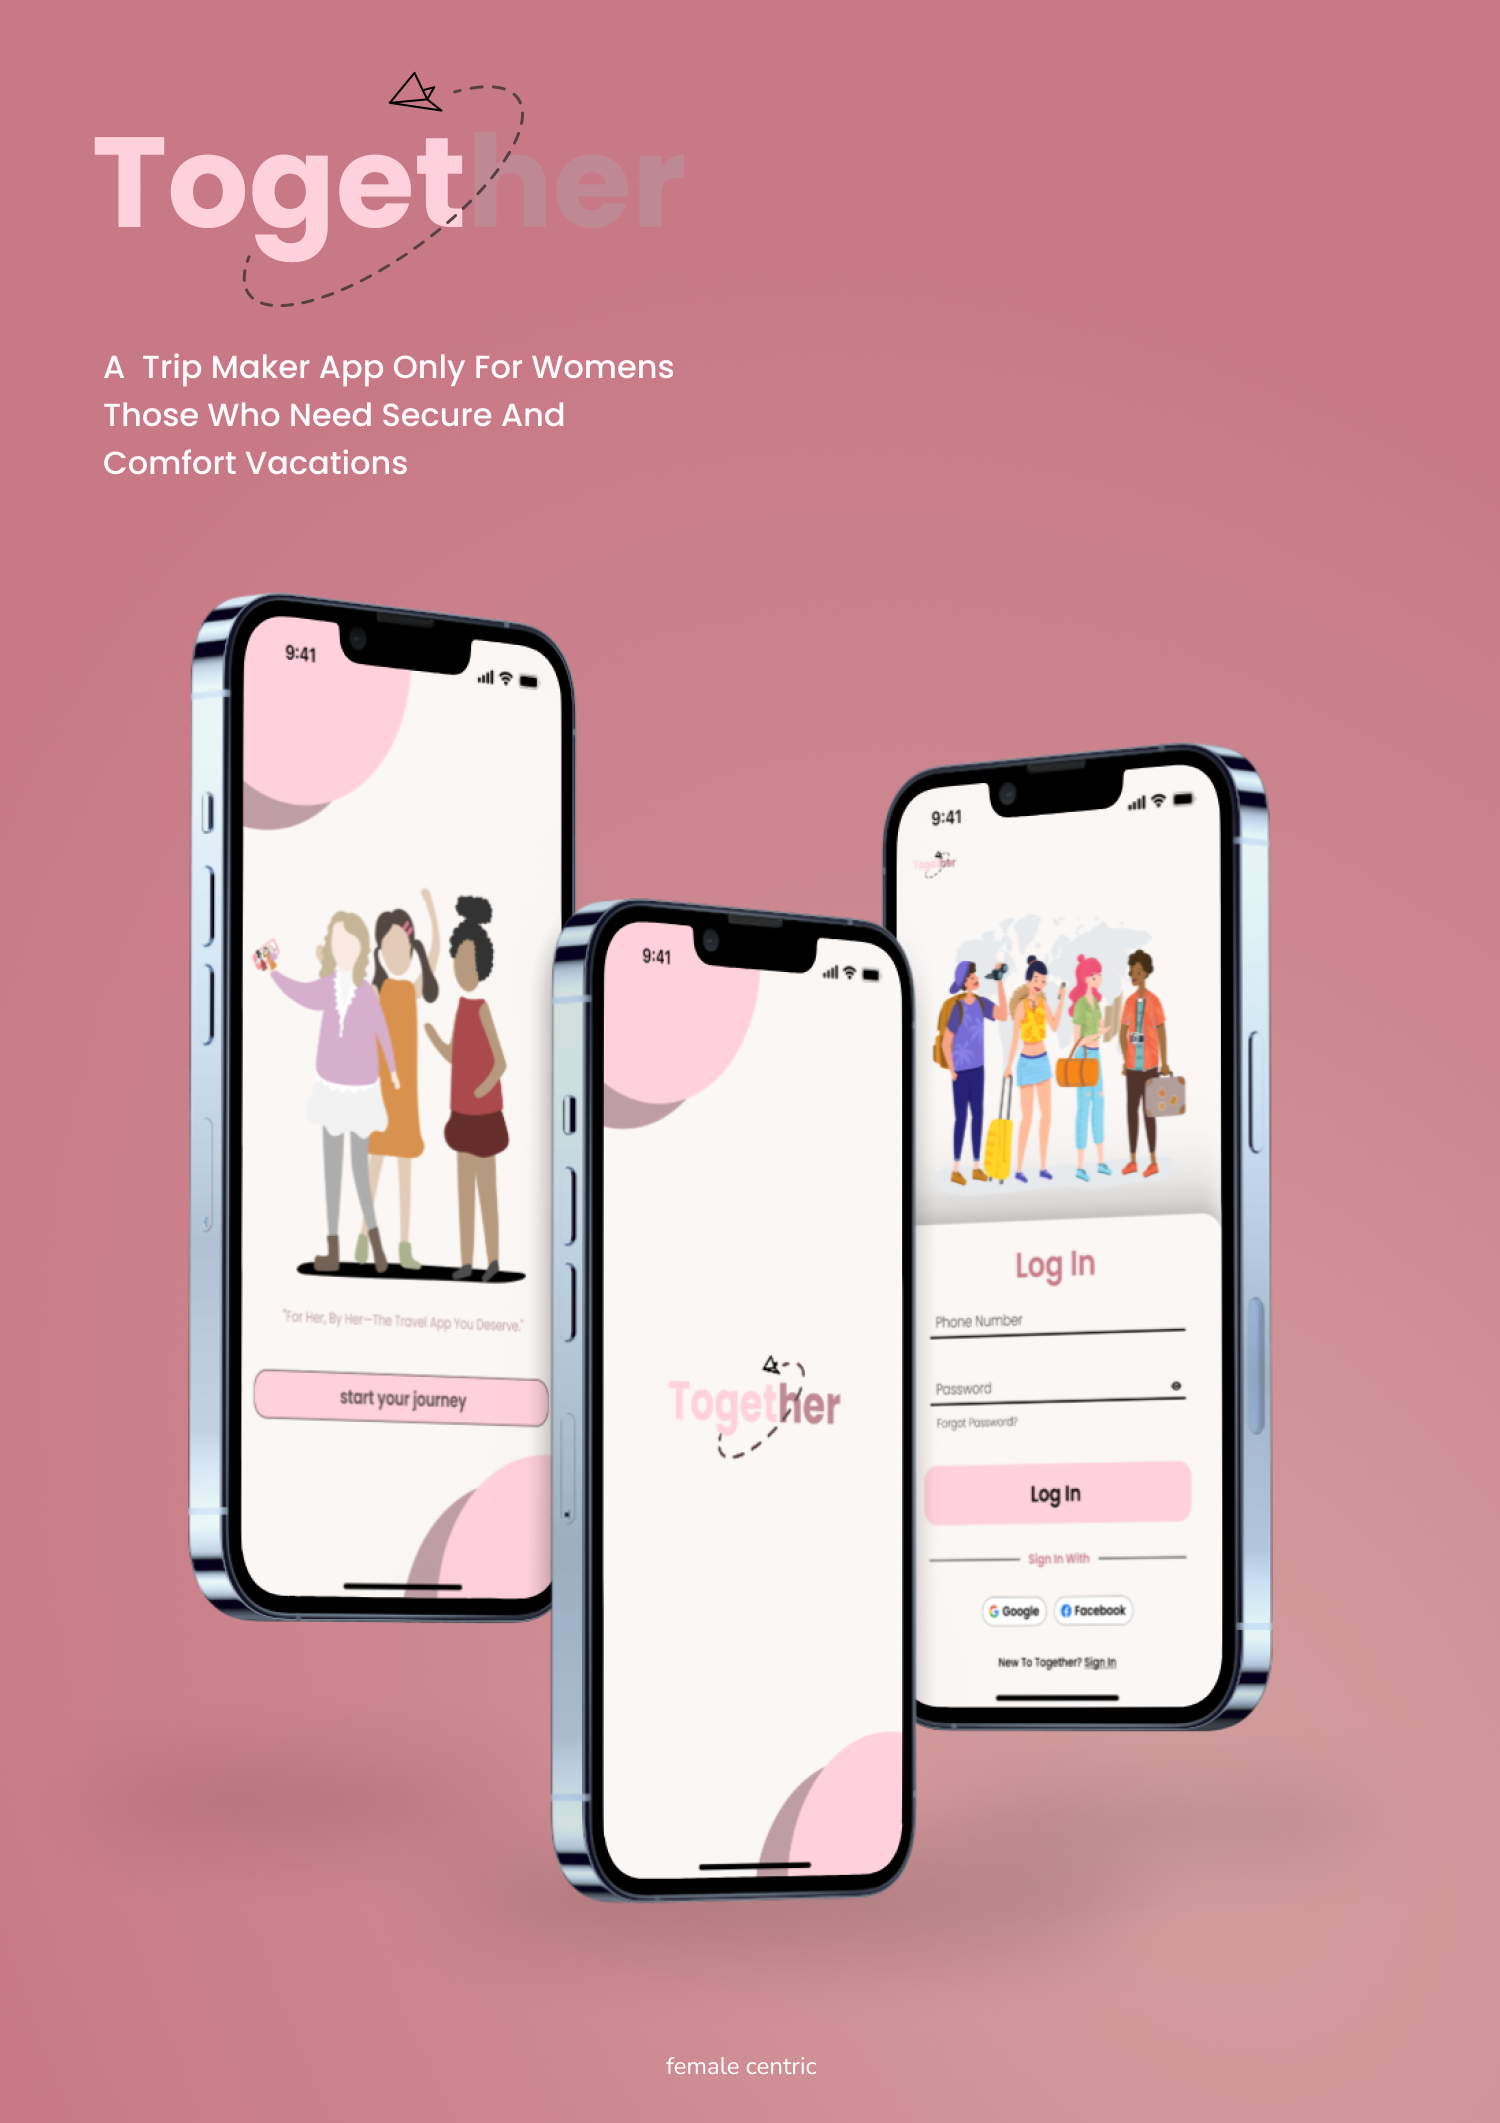 Together
A Trip Maker App Only For Womens
Those Who Need Secure And
Comfort Vacations
9:41
"For Her, By Her—The Travel App You Deserve."
start your journey
9:41
Together
9:41
Together
Log In
Phone Number
Password
Forgot Password?
Log In
Sign In With
Google
Facebook
New To Together? Sign In
female centric